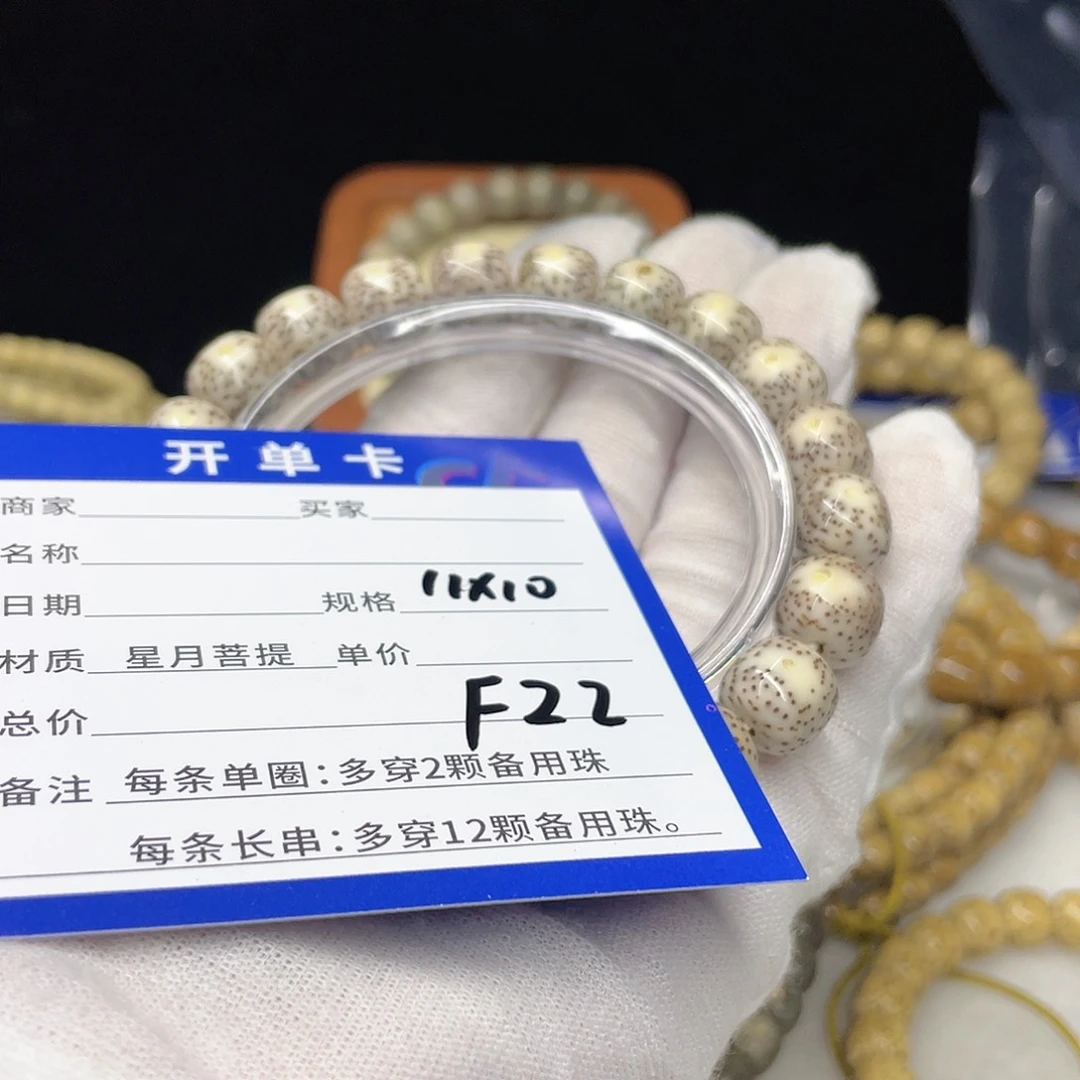 开单卡
商家 买家
名称
日期 规格 11X10
材质 星月菩提 单价
总价 F22
备注 每条单圈:多穿2颗备用珠
每条长串:多穿12颗备用珠。